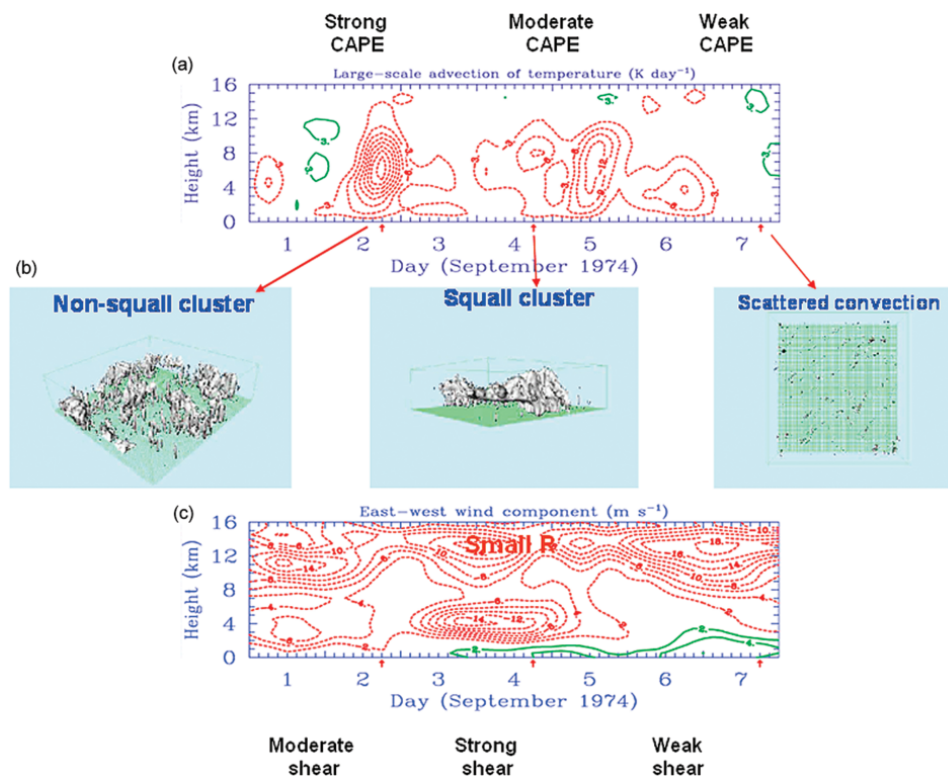 Strong Moderate Weak
CAPE CAPE CAPE
(a)
Large-scale advection of temperature (K day⁻¹)
Height (km)
16
12
8
4
0
1 2 3 4 5 6 7
Day (September 1974)
(b)
Non-squall cluster Squall cluster Scattered convection
(c)
East-west wind component (m s⁻¹)
Small R
Height (km)
16
12
8
4
0
1 2 3 4 5 6 7
Day (September 1974)
Moderate Strong Weak
shear shear shear